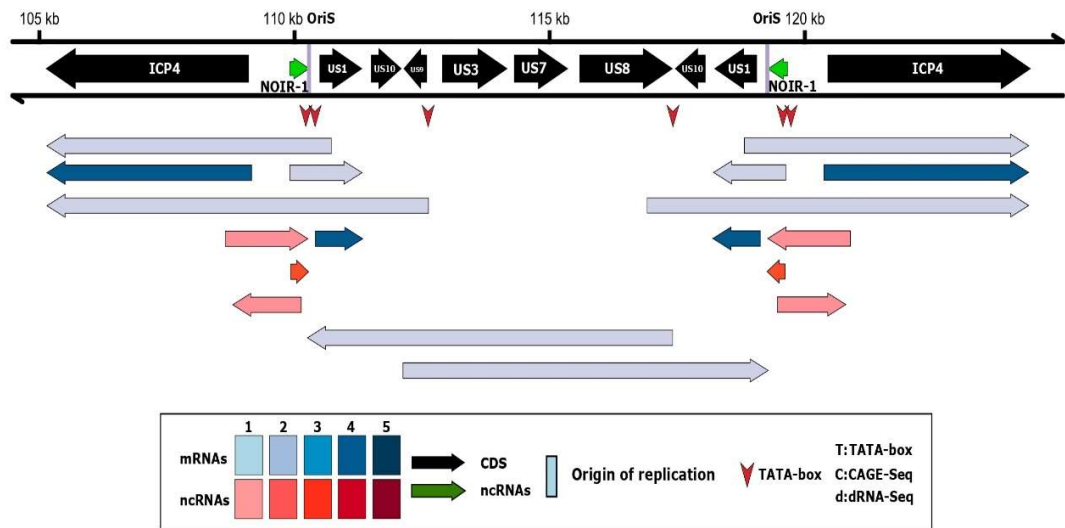 105 kb 110 kb OriS 115 kb OriS 120 kb
ICP4 US1 US10 US9 US3 US7 US8 US10 US1 ICP4
NOIR-1 NOIR-1
1 2 3 4 5
mRNAs
ncRNAs
CDS
ncRNAs
Origin of replication
TATA-box
T:TATA-box
C:CAGE-Seq
d:dRNA-Seq